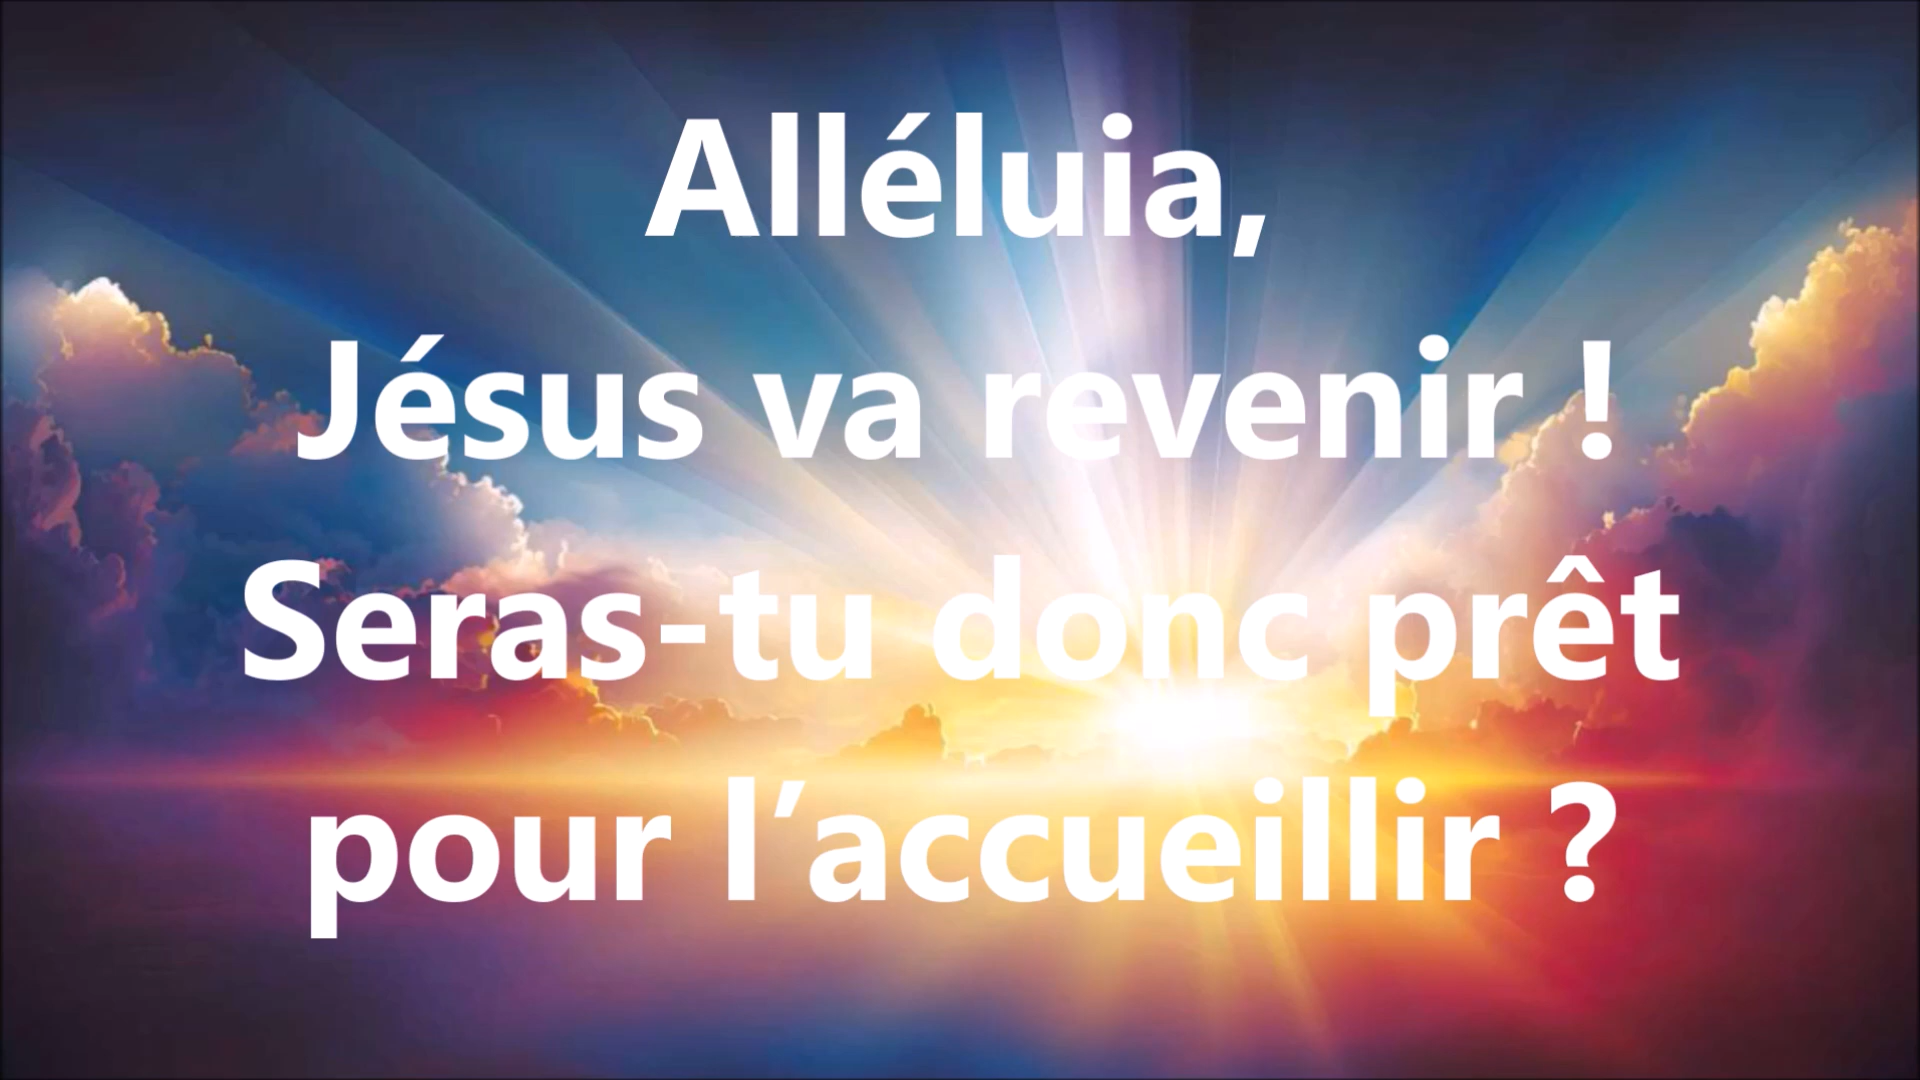 Alléluia,
Jésus va revenir !
Seras-tu donc prêt
pour l’accueillir ?